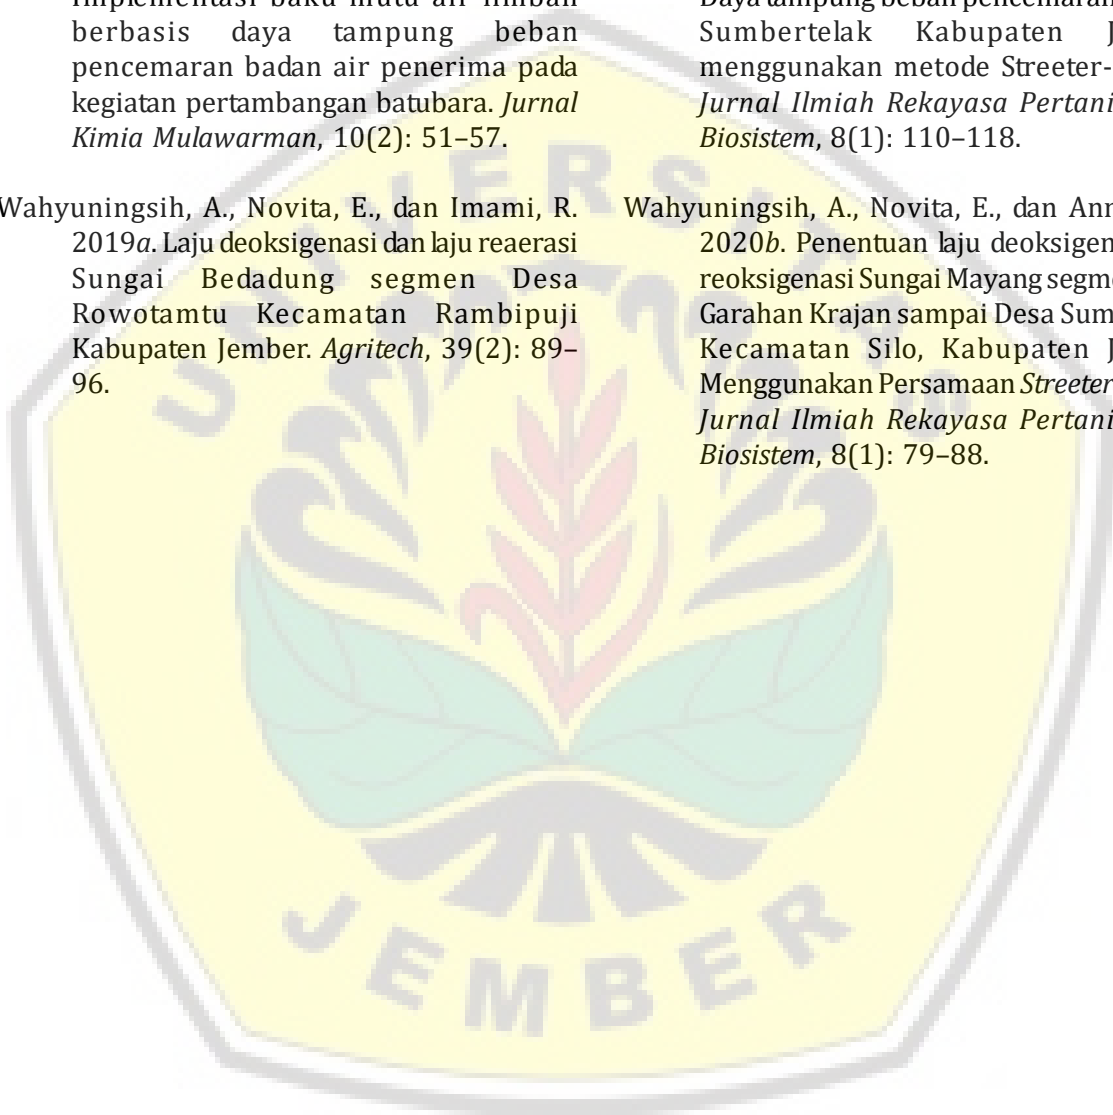 Implementasi baku mutu air limbah
berbasis daya tampung beban
pencemaran badan air penerima pada
kegiatan pertambangan batubara. Jurnal
Kimia Mulawarman, 10(2): 51–57.
Wahyuningsih, A., Novita, E., dan Imami, R.
2019a. Laju deoksigenasi dan laju reaerasi
Sungai Bedadung segmen Desa
Rowotamtu Kecamatan Rambipuji
Kabupaten Jember. Agritech, 39(2): 89–
96.
Daya tampung beban pencemaran
Sumbertelak Kabupaten J
menggunakan metode Streeter-
Jurnal Ilmiah Rekayasa Pertani
Biosistem, 8(1): 110–118.
Wahyuningsih, A., Novita, E., dan Ann
2020b. Penentuan laju deoksigen
reoksigenasi Sungai Mayang segme
Garahan Krajan sampai Desa Sum
Kecamatan Silo, Kabupaten J
Menggunakan Persamaan Streeter
Jurnal Ilmiah Rekayasa Pertani
Biosistem, 8(1): 79–88.
UNIVERSITAS
JEMBER